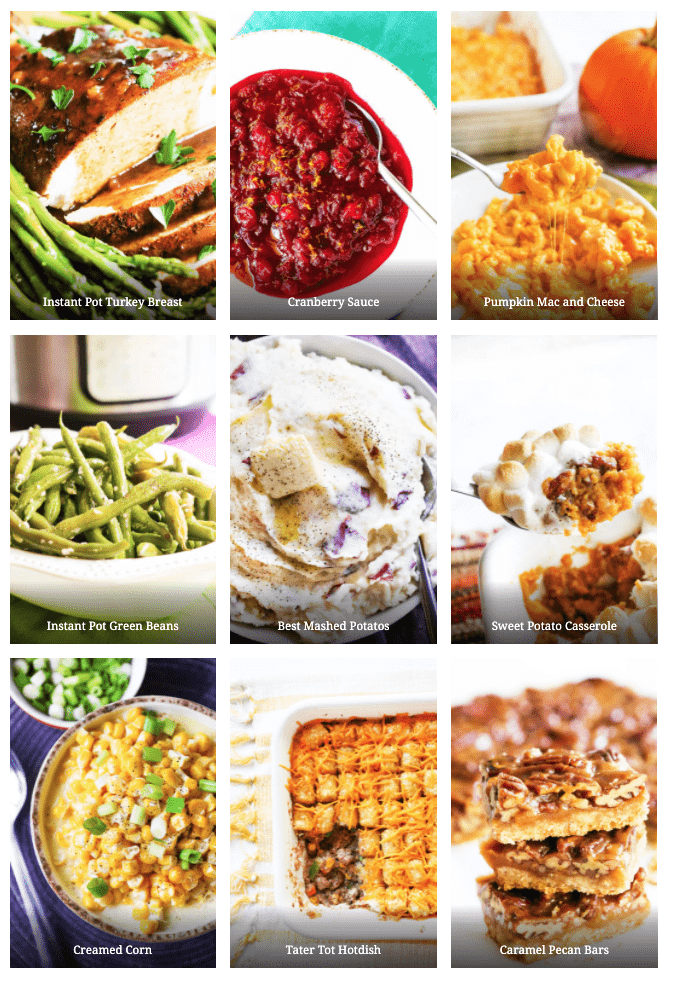 Instant Pot Turkey Breast
Cranberry Sauce
Pumpkin Mac and Cheese
Instant Pot Green Beans
Best Mashed Potatos
Sweet Potato Casserole
Creamed Corn
Tater Tot Hotdish
Caramel Pecan Bars